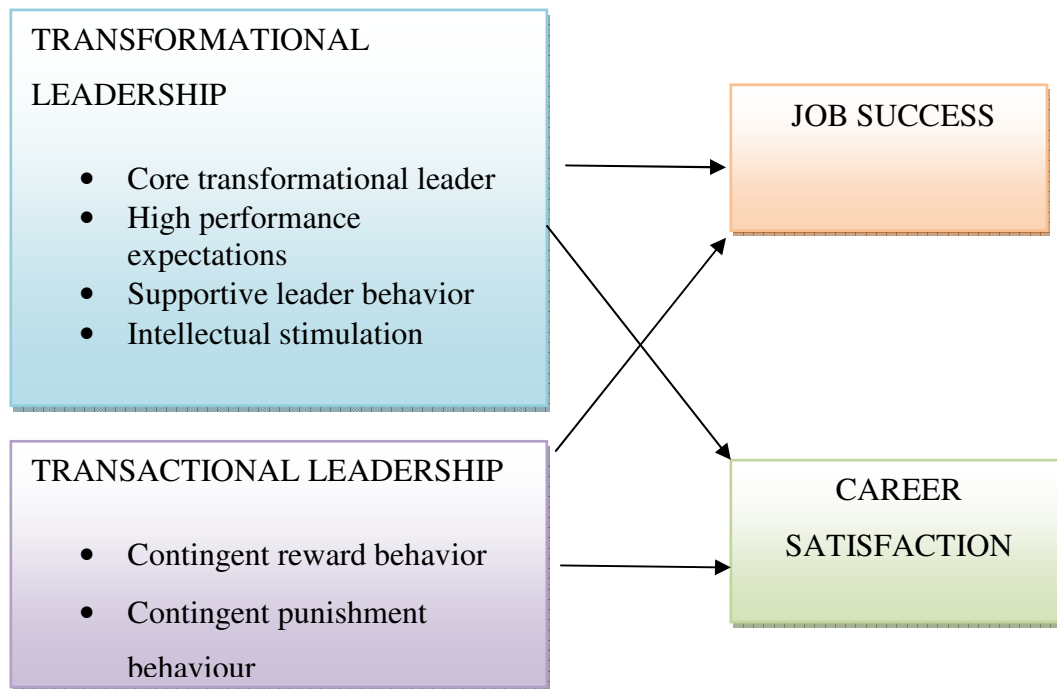 TRANSFORMATIONAL
LEADERSHIP
• Core transformational leader
• High performance
expectations
• Supportive leader behavior
• Intellectual stimulation
JOB SUCCESS
TRANSACTIONAL LEADERSHIP
• Contingent reward behavior
• Contingent punishment
behaviour
CAREER
SATISFACTION